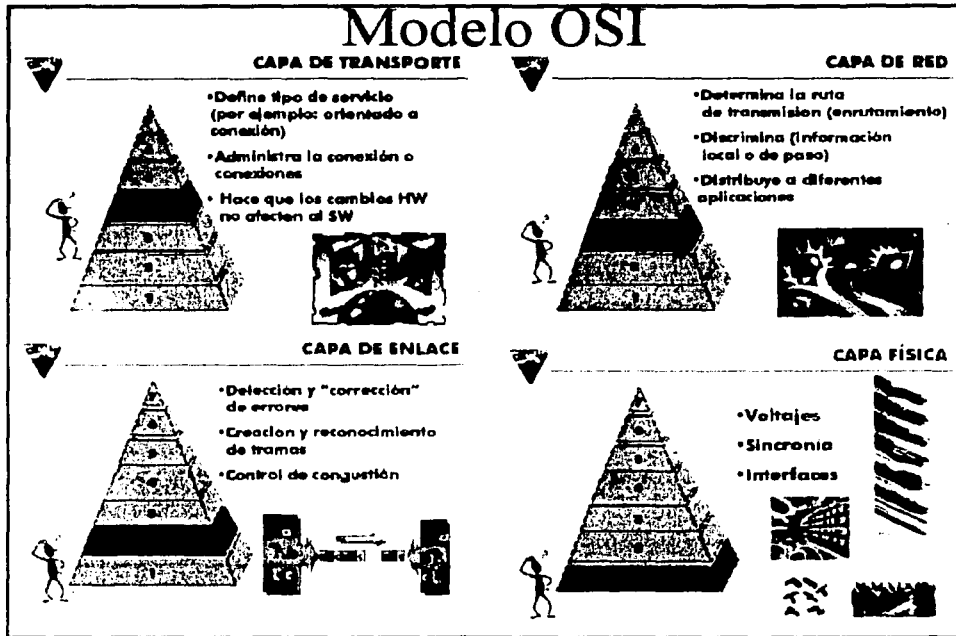 Modelo OSI
CAPA DE TRANSPORTE
•Define tipo de servicio
(por ejemplo: orientado a
conexión)
•Administra la conexión o
conexiones
• Hace que los cambios HW
no afecten al SW
CAPA DE RED
•Determina la ruta
de transmision (enrutamiento)
•Discrimina (información
local o de paso)
•Distribuye a diferentes
aplicaciones
CAPA DE ENLACE
•Detección y "corrección"
de errores
•Creacion y reconocimiento
de tramas
•Control de congestión
CAPA FÍSICA
•Voltajes
•Sincronía
•Interfaces